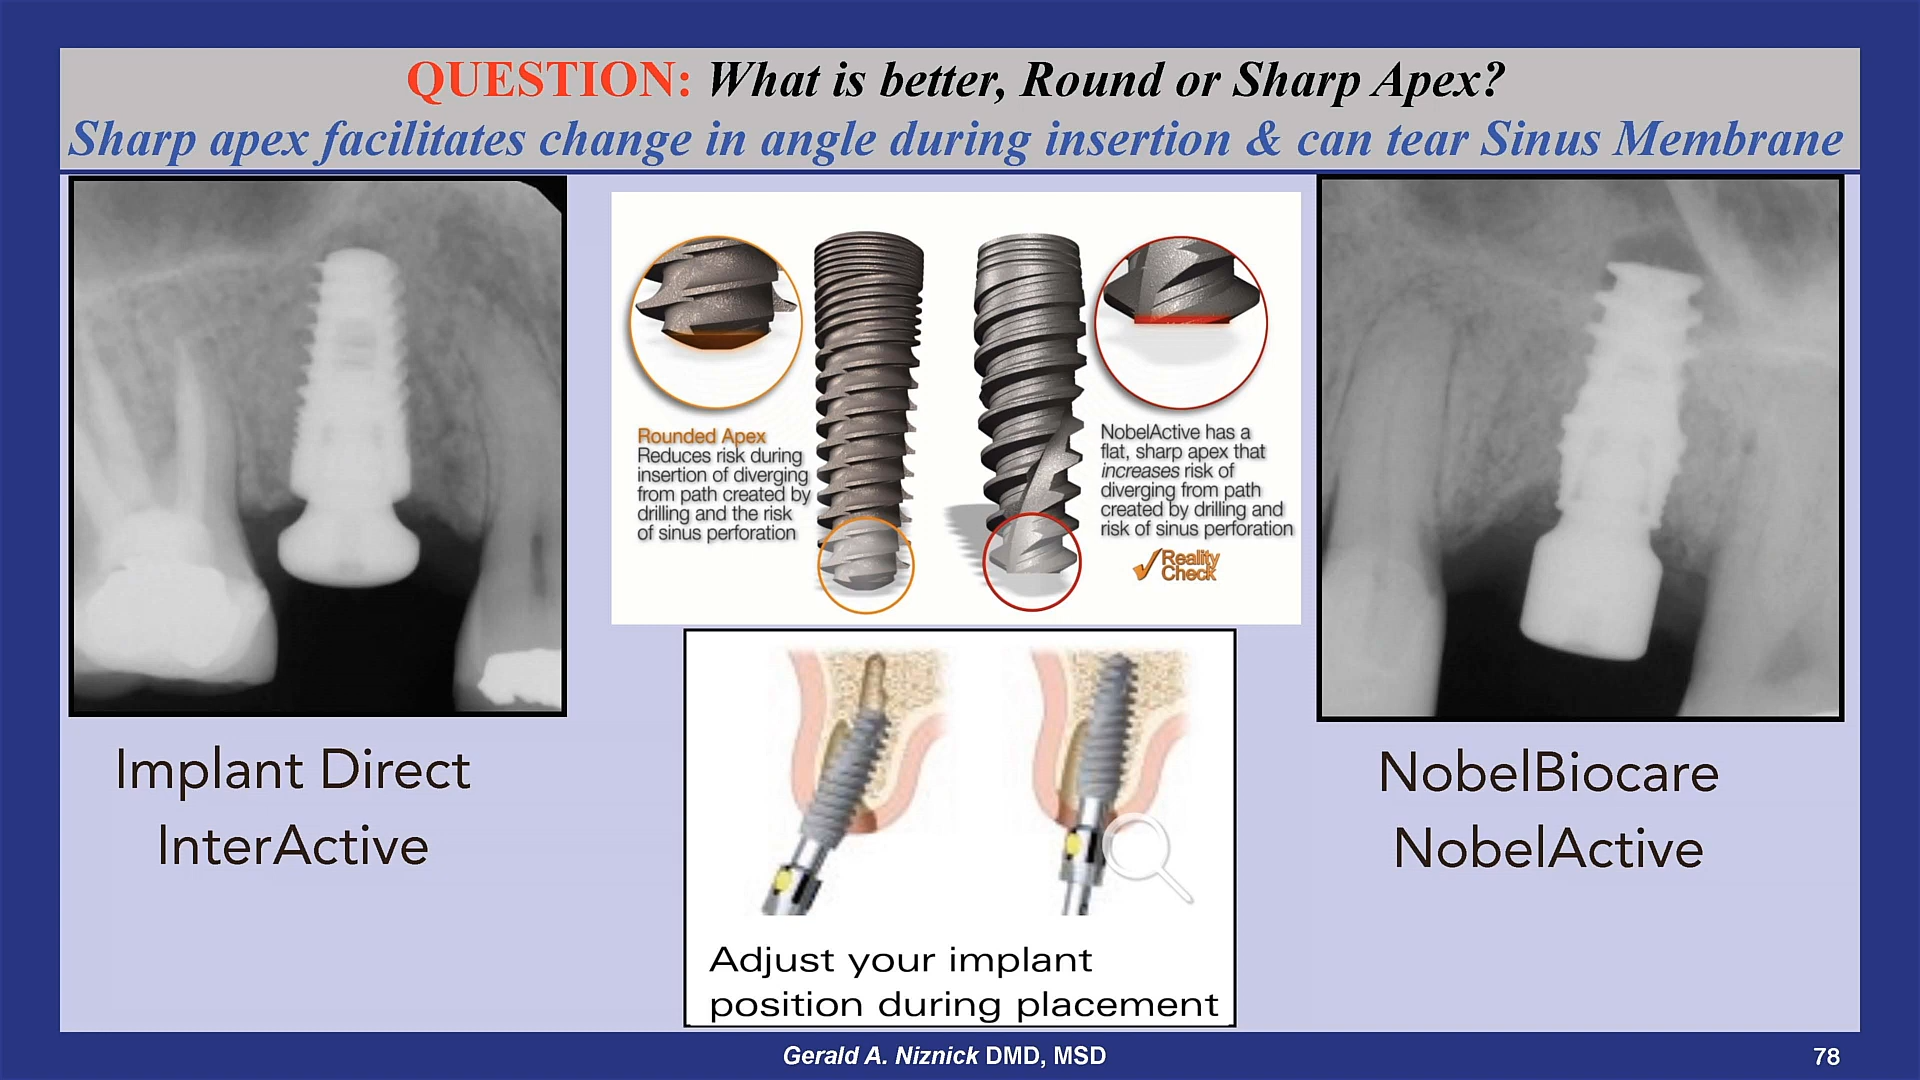 QUESTION: What is better, Round or Sharp Apex?
Sharp apex facilitates change in angle during insertion & can tear Sinus Membrane
Rounded Apex
Reduces risk during
insertion of diverging
from path created by
drilling and the risk
of sinus perforation
NobelActive has a
flat, sharp apex that
increases risk of
diverging from path
created by drilling and
risk of sinus perforation
Reality
Check
Implant Direct
InterActive
Adjust your implant
position during placement
NobelBiocare
NobelActive
Gerald A. Niznick DMD, MSD
78